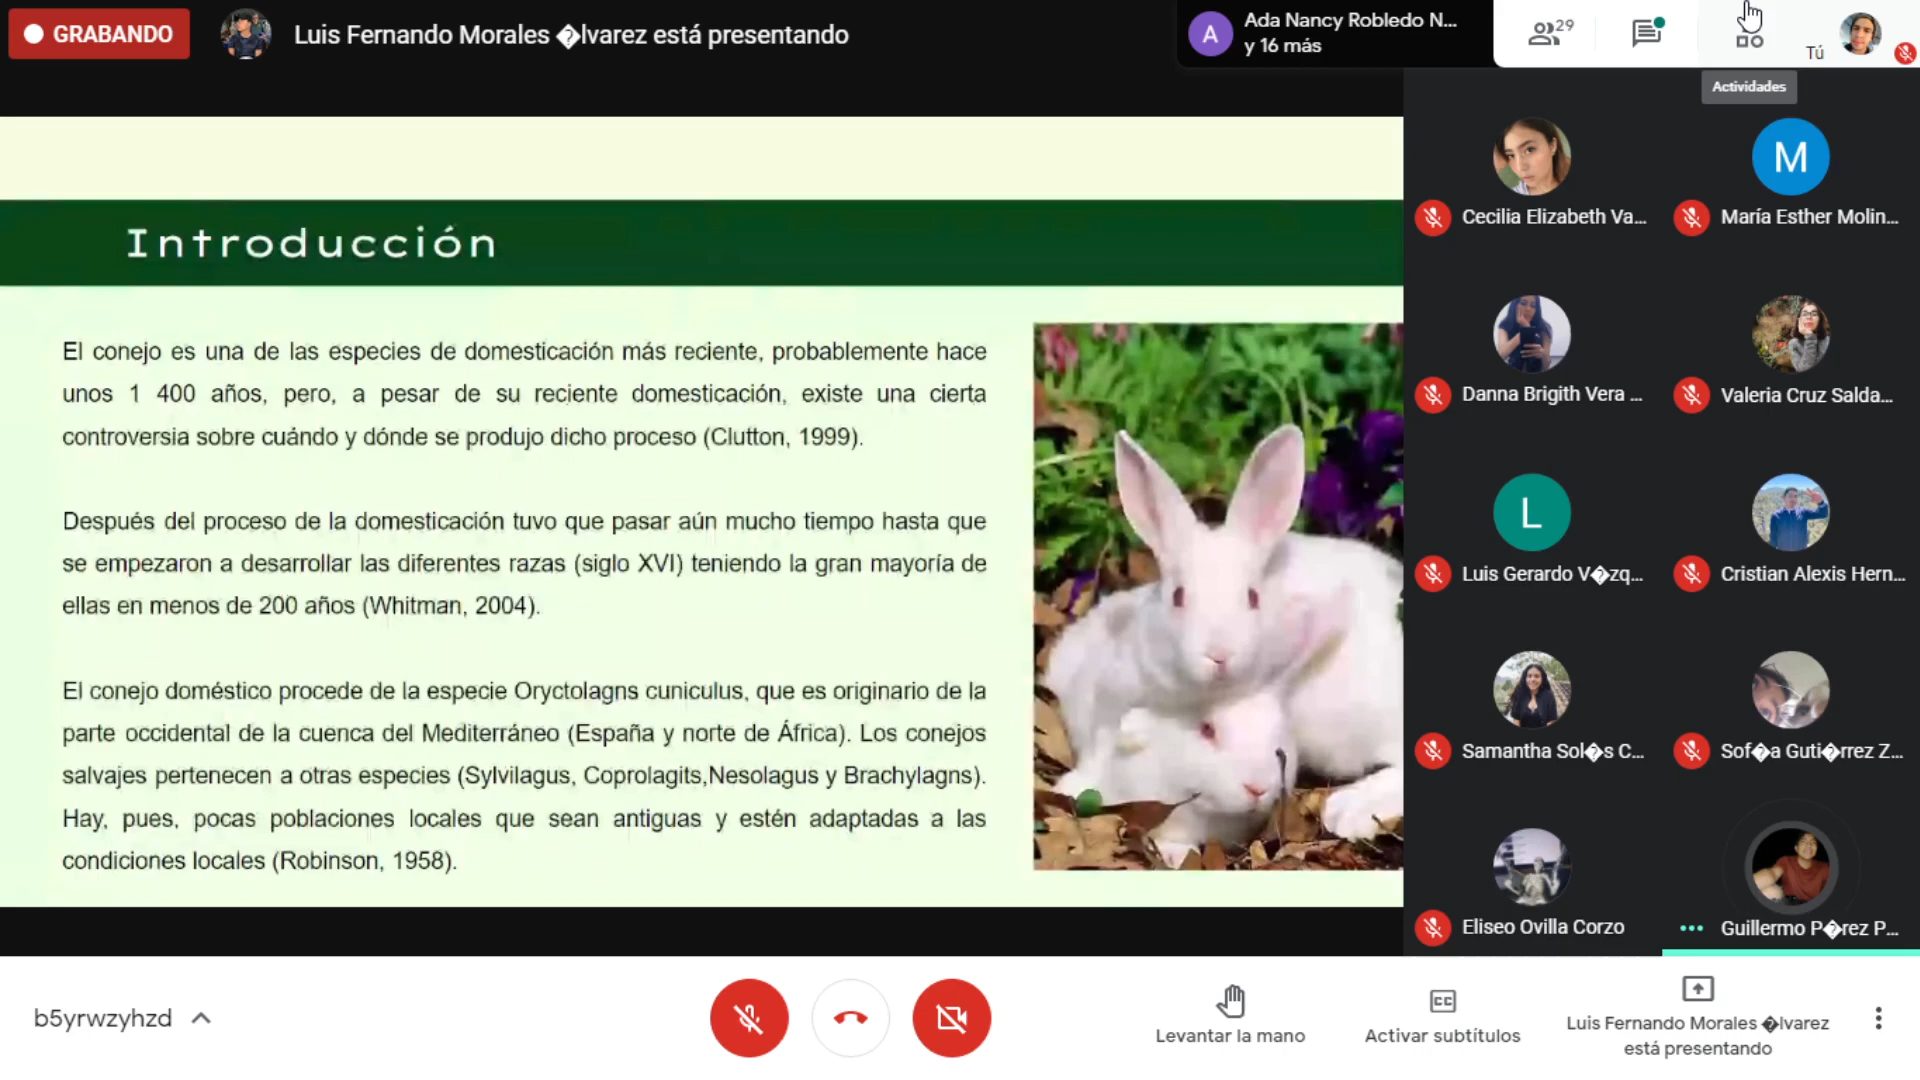 GRABANDO
Luis Fernando Morales �lvarez está presentando
A
Ada Nancy Robledo N...
y 16 más
29
Tú
Actividades
Introducción
El conejo es una de las especies de domesticación más reciente, probablemente hace
unos 1 400 años, pero, a pesar de su reciente domesticación, existe una cierta
controversia sobre cuándo y dónde se produjo dicho proceso (Clutton, 1999).
Después del proceso de la domesticación tuvo que pasar aún mucho tiempo hasta que
se empezaron a desarrollar las diferentes razas (siglo XVI) teniendo la gran mayoría de
ellas en menos de 200 años (Whitman, 2004).
El conejo doméstico procede de la especie Oryctolagns cuniculus, que es originario de la
parte occidental de la cuenca del Mediterráneo (España y norte de África). Los conejos
salvajes pertenecen a otras especies (Sylvilagus, Coprolagits,Nesolagus y Brachylagns).
Hay, pues, pocas poblaciones locales que sean antiguas y estén adaptadas a las
condiciones locales (Robinson, 1958).
Cecilia Elizabeth Va...
M
María Esther Molin...
Danna Brigith Vera ...
Valeria Cruz Salda...
L
Luis Gerardo V�zq...
Cristian Alexis Hern...
Samantha Sol�s C...
Sof�a Guti�rrez Z...
Eliseo Ovilla Corzo
Guillermo P�rez P...
b5yrwzyhzd
Levantar la mano
CC
Activar subtítulos
Luis Fernando Morales �lvarez
está presentando